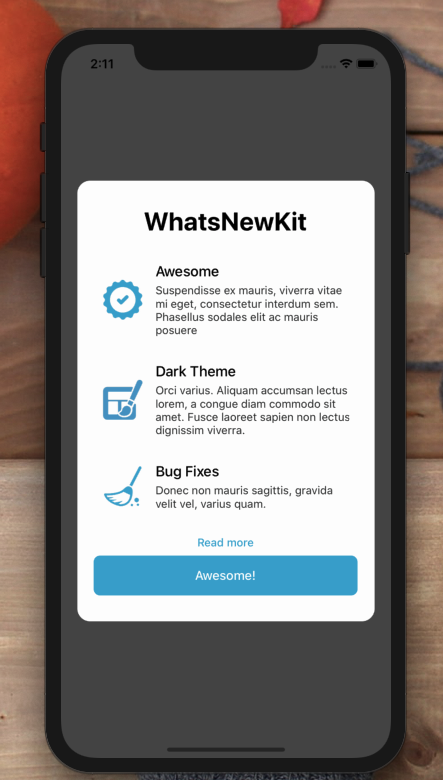 2:11
WhatsNewKit
Awesome
Suspendisse ex mauris, viverra vitae
mi eget, consectetur interdum sem.
Phasellus sodales elit ac mauris
posuere
Dark Theme
Orci varius. Aliquam accumsan lectus
lorem, a congue diam commodo sit
amet. Fusce laoreet sapien non lectus
dignissim viverra.
Bug Fixes
Donec non mauris sagittis, gravida
velit vel, varius quam.
Read more
Awesome!